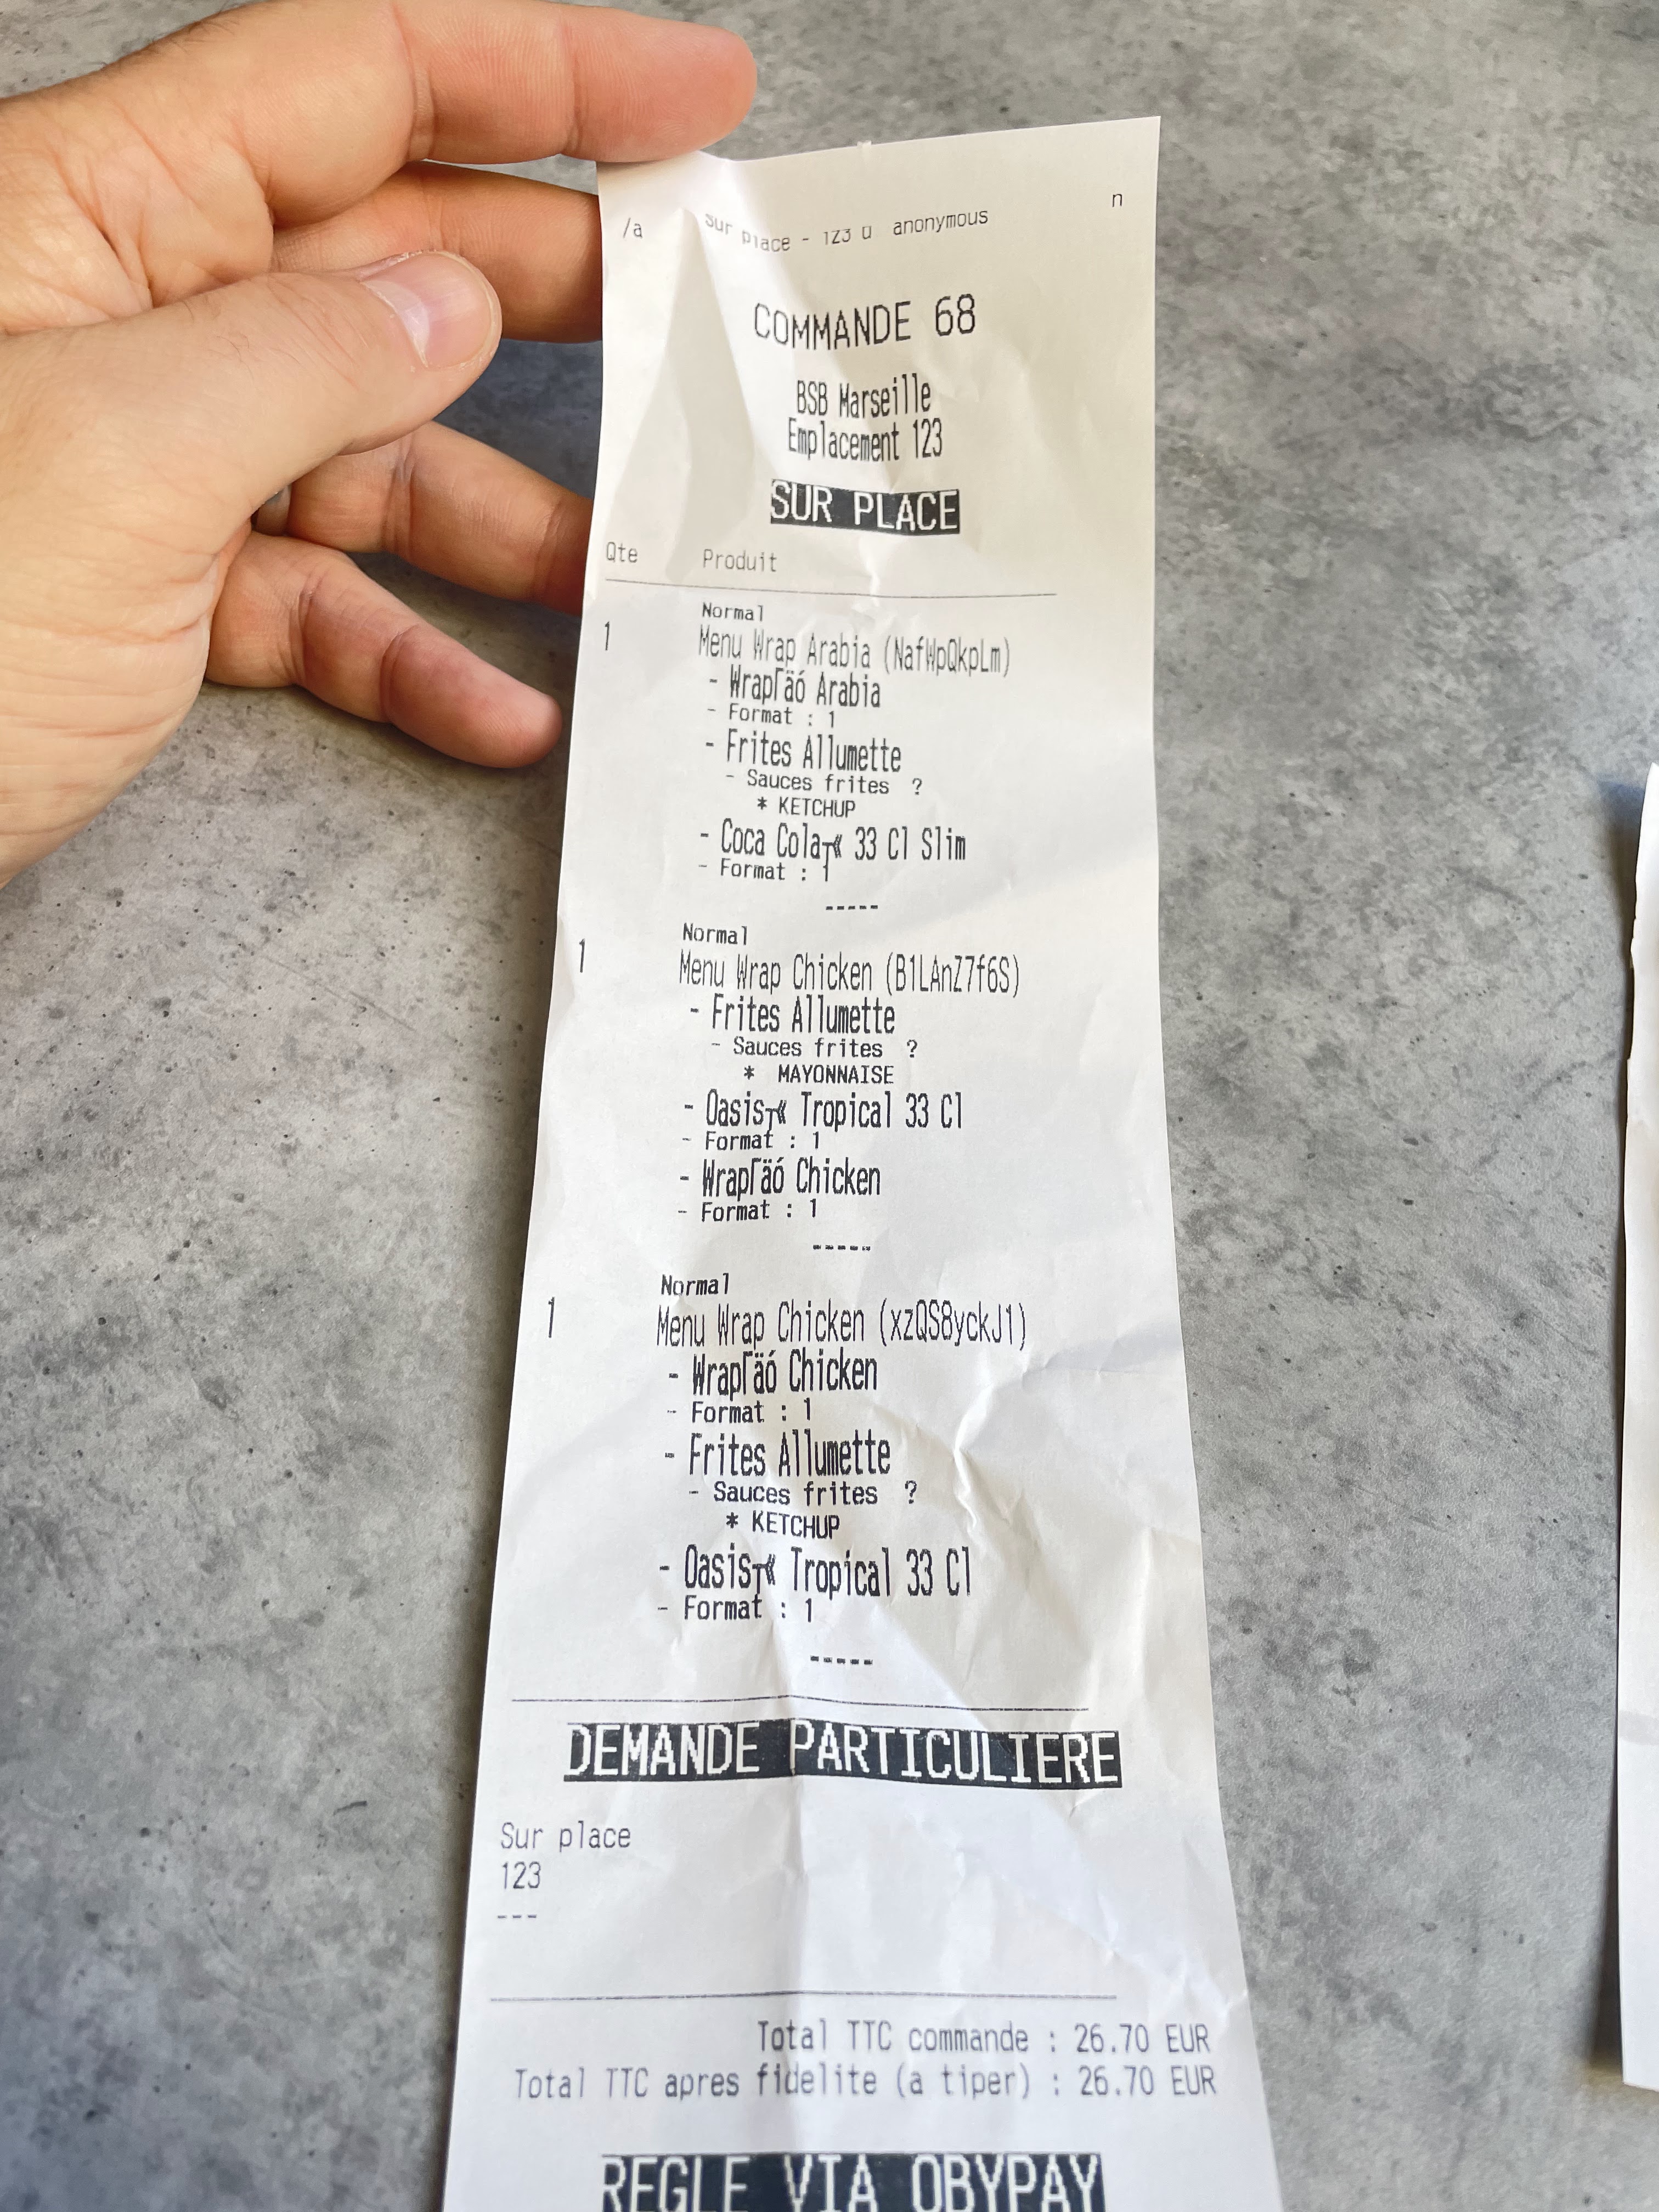 /a Sur place - 123 u anonymous n
COMMANDE 68
BSB Marseille
Emplacement 123
SUR PLACE
Qte Produit
Normal
1 Menu Wrap Arabia (NafWpQkpLm)
- WrapΓäó Arabia
- Format : 1
- Frites Allumette
- Sauces frites ?
* KETCHUP
- Coca Cola┬« 33 Cl Slim
- Format : 1
-----
Normal
1 Menu Wrap Chicken (B1LAnZ7f6S)
- Frites Allumette
- Sauces frites ?
* MAYONNAISE
- Oasis┬« Tropical 33 Cl
- Format : 1
- WrapΓäó Chicken
- Format : 1
-----
Normal
1 Menu Wrap Chicken (xzQS8yckJ1)
- WrapΓäó Chicken
- Format : 1
- Frites Allumette
- Sauces frites ?
* KETCHUP
- Oasis┬« Tropical 33 Cl
- Format : 1
-----
DEMANDE PARTICULIERE
Sur place
123
---
Total TTC commande : 26.70 EUR
Total TTC apres fidelite (a tiper) : 26.70 EUR
REGLE VIA OBYPAY